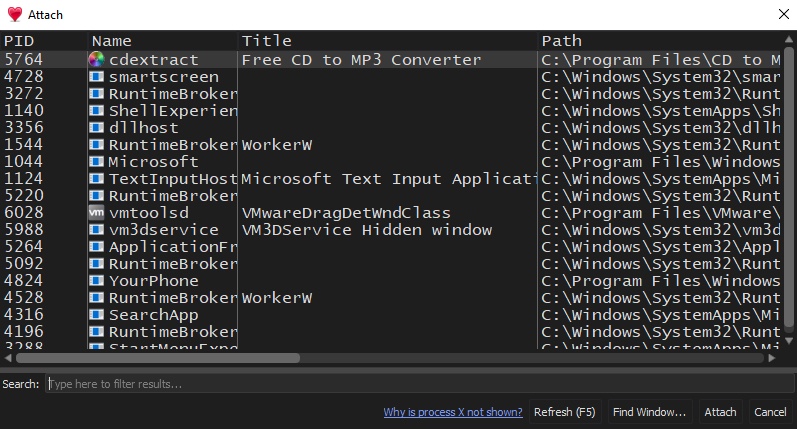 Attach
PID Name Title Path
5764 cdextract Free CD to MP3 Converter C:\Program Files\CD to M
4728 smartscreen C:\Windows\System32\smar
3272 RuntimeBroker C:\Windows\System32\Runt
1140 ShellExperien C:\Windows\SystemApps\Sh
3356 dllhost C:\Windows\System32\dllh
1544 RuntimeBroker WorkerW C:\Windows\System32\Runt
1044 Microsoft C:\Program Files\Windows
1124 TextInputHost Microsoft Text Input Applicati C:\Windows\SystemApps\Mi
5220 RuntimeBroker C:\Windows\System32\Runt
6028 vmtoolsd VMwareDragDetWndClass C:\Program Files\VMware\
5988 vm3dservice VM3DService Hidden window C:\Windows\System32\vm3d
5264 ApplicationFr C:\Windows\System32\Appl
5092 RuntimeBroker C:\Windows\System32\Runt
4824 YourPhone C:\Program Files\Windows
4528 RuntimeBroker WorkerW C:\Windows\System32\Runt
4316 SearchApp C:\Windows\SystemApps\Mi
4196 RuntimeBroker C:\Windows\System32\Runt
3288 StartMenuExpe C:\Windows\SystemApps\Mi
Search: Type here to filter results...
Why is process X not shown? Refresh (F5) Find Window... Attach Cancel